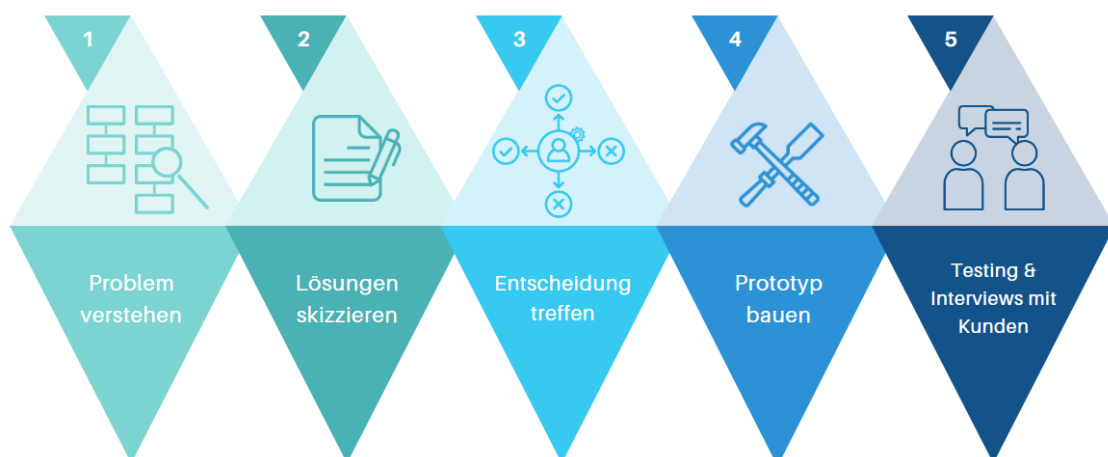 1
2
3
4
5
Problem
verstehen
Lösungen
skizzieren
Entscheidung
treffen
Prototyp
bauen
Testing &
Interviews mit
Kunden